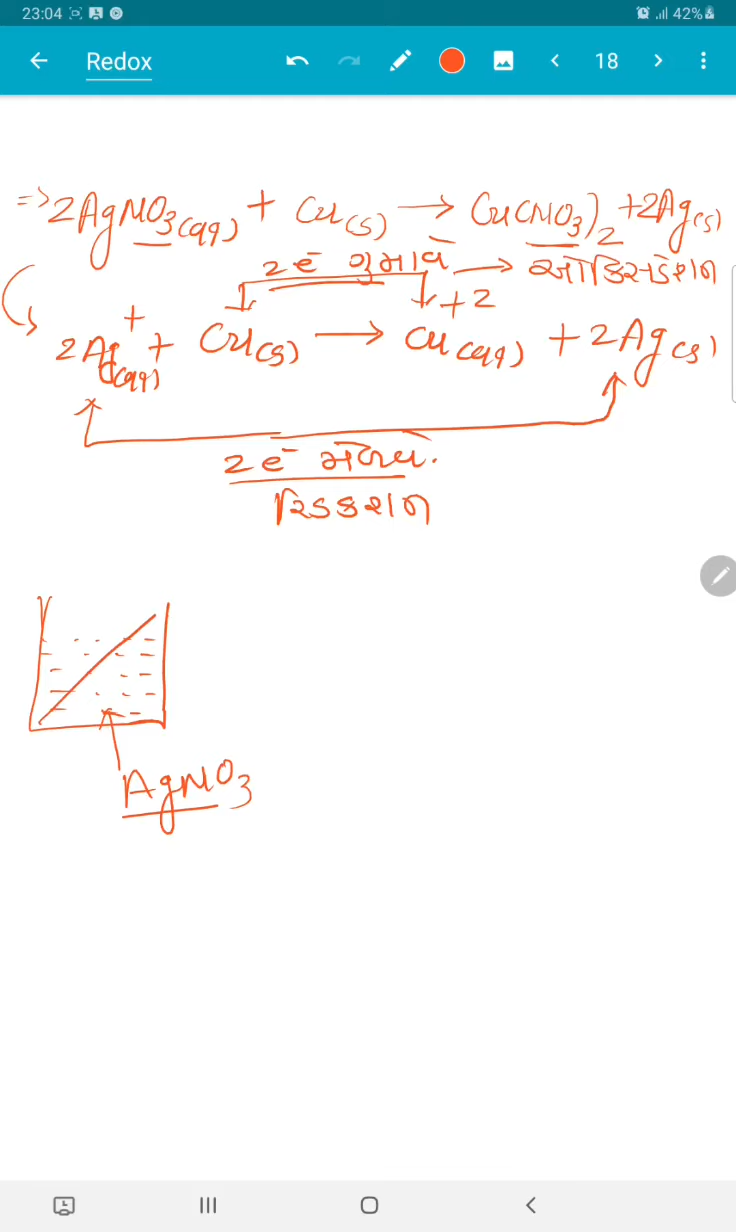 23:04 42%
Redox 18
=> 2AgNO3(aq) + Cu(s) → Cu(NO3)2 + 2Ag(s)
2e⁻ ગુમાવે → ઓક્સિડેશન
2Ag⁺(aq) + Cu(s) → Cu⁺²(aq) + 2Ag(s)
2e⁻ મેળવે.
રિડક્શન
AgNO3